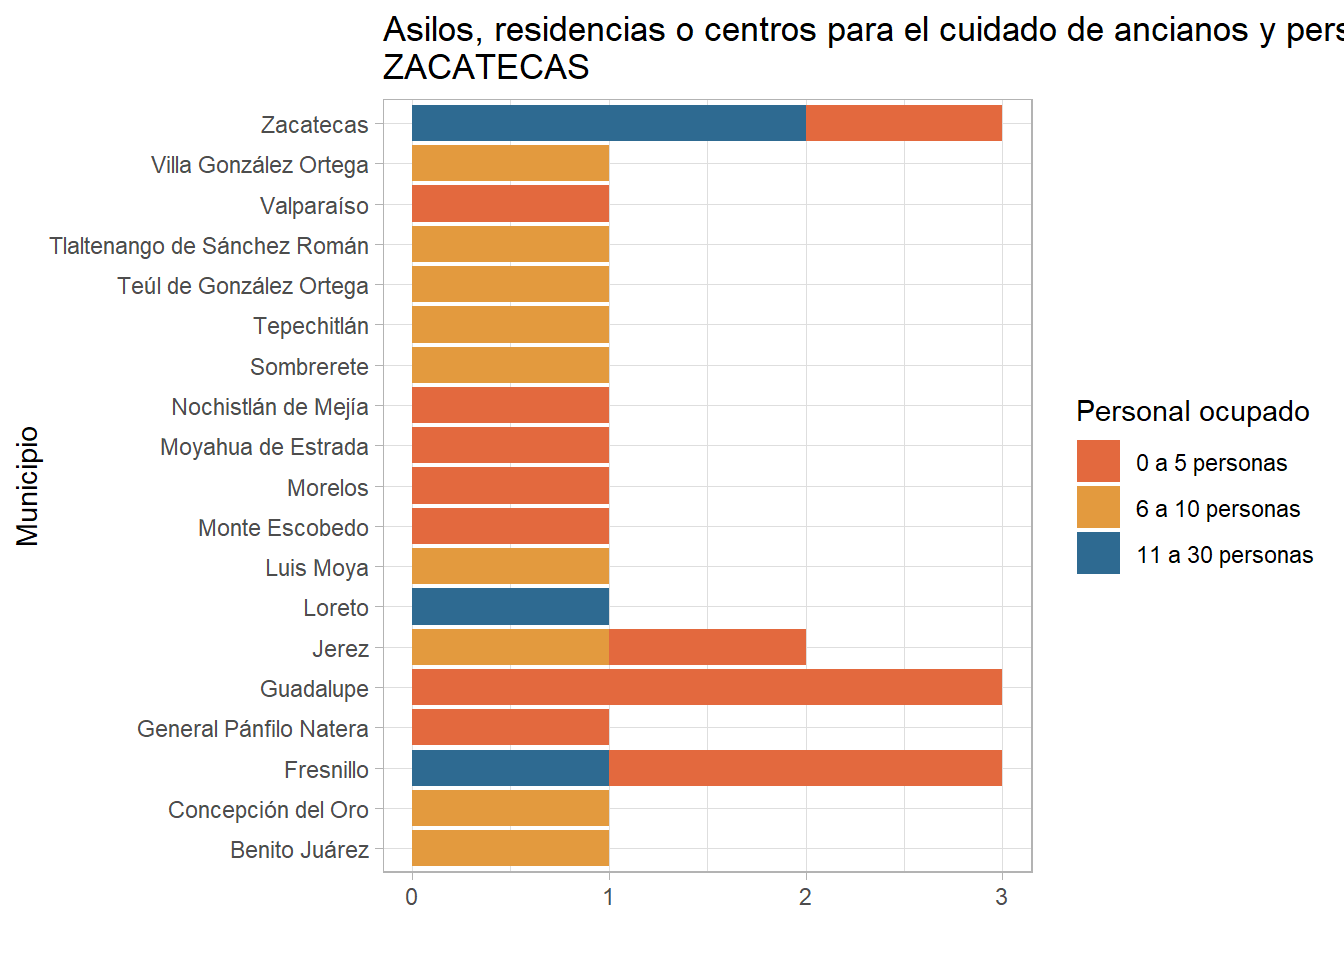 Asilos, residencias o centros para el cuidado de ancianos y pers
ZACATECAS
Municipio
Zacatecas
Villa González Ortega
Valparaíso
Tlaltenango de Sánchez Román
Teúl de González Ortega
Tepechitlán
Sombrerete
Nochistlán de Mejía
Moyahua de Estrada
Morelos
Monte Escobedo
Luis Moya
Loreto
Jerez
Guadalupe
General Pánfilo Natera
Fresnillo
Concepción del Oro
Benito Juárez
0 1 2 3
Personal ocupado
0 a 5 personas
6 a 10 personas
11 a 30 personas